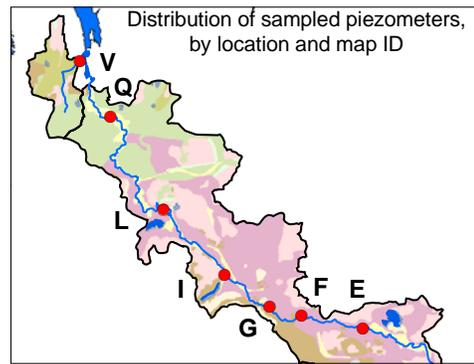 Distribution of sampled piezometers,
by location and map ID
V
Q
L
I
G
F
E